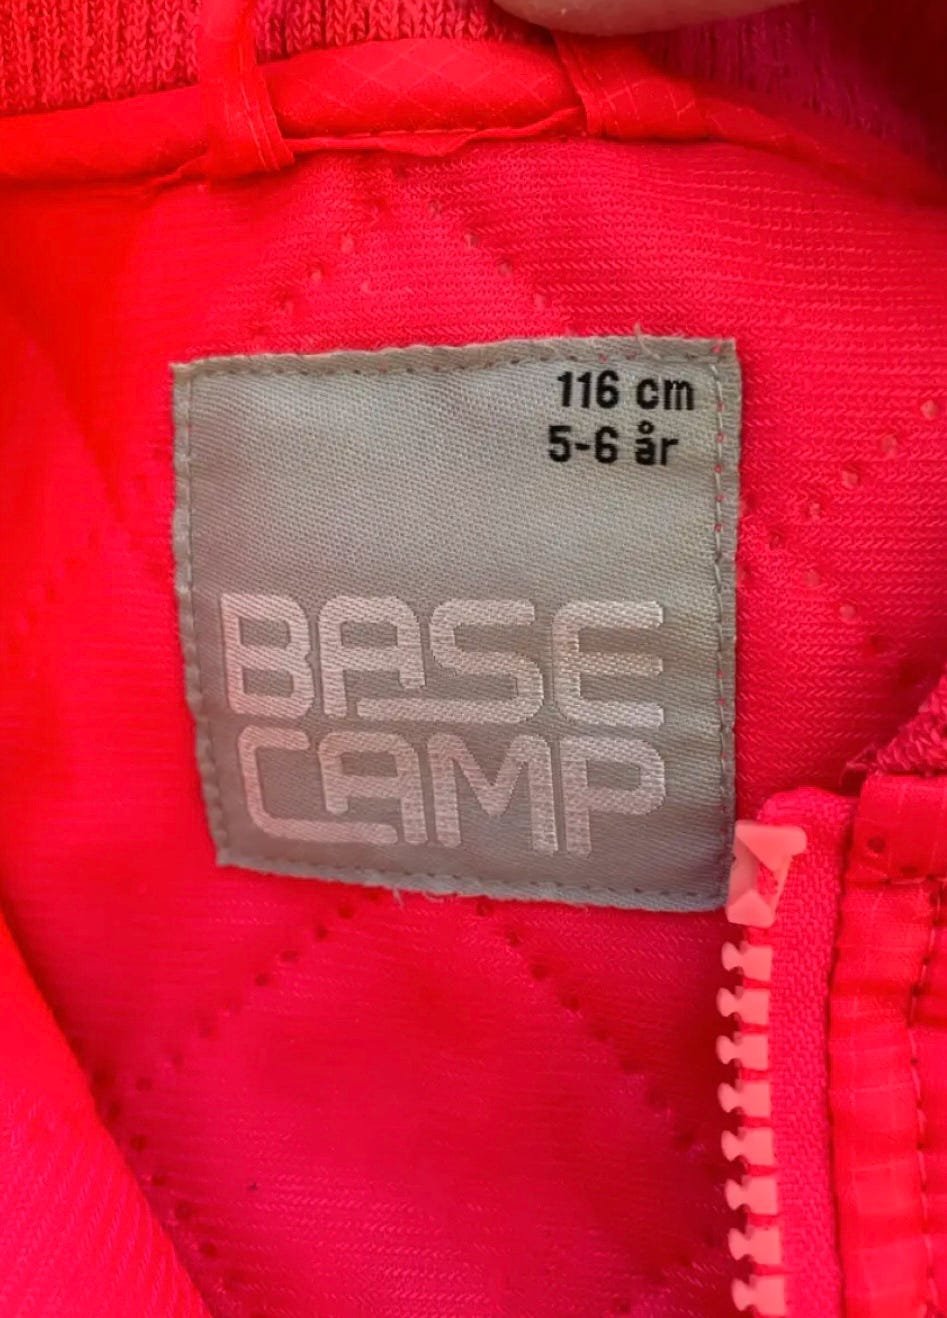 116 cm
5-6 år
BASE
CAMP